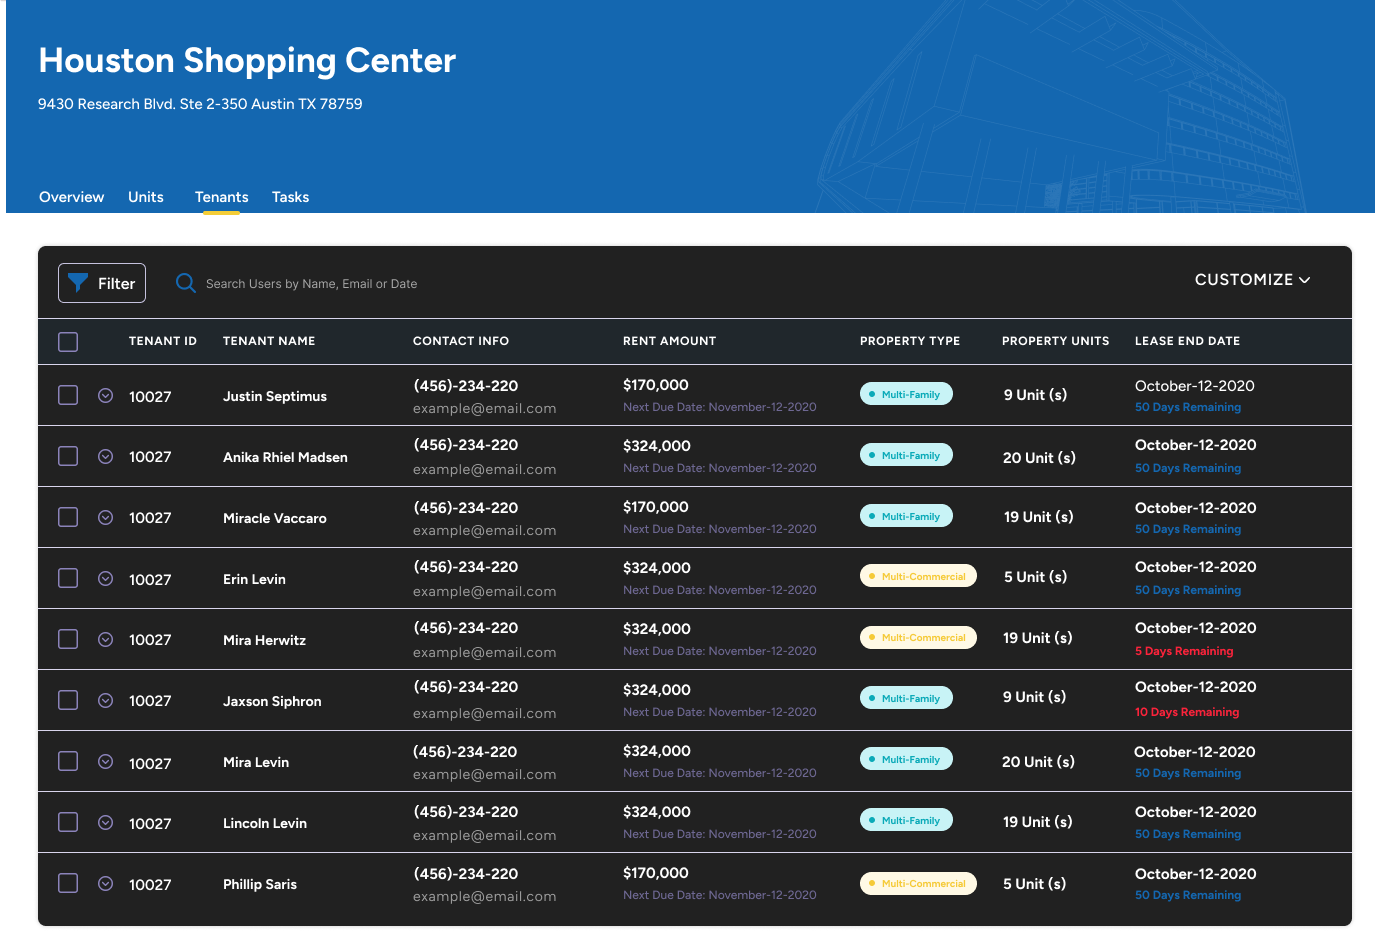 Houston Shopping Center
9430 Research Blvd. Ste 2-350 Austin TX 78759
Overview Units Tenants Tasks
Filter Search Users by Name, Email or Date CUSTOMIZE
TENANT ID TENANT NAME CONTACT INFO RENT AMOUNT PROPERTY TYPE PROPERTY UNITS LEASE END DATE
10027 Justin Septimus (456)-234-220 $170,000 Multi-Family 9 Unit (s) October-12-2020
example@email.com Next Due Date: November-12-2020 50 Days Remaining
10027 Anika Rhiel Madsen (456)-234-220 $324,000 Multi-Family 20 Unit (s) October-12-2020
example@email.com Next Due Date: November-12-2020 50 Days Remaining
10027 Miracle Vaccaro (456)-234-220 $170,000 Multi-Family 19 Unit (s) October-12-2020
example@email.com Next Due Date: November-12-2020 50 Days Remaining
10027 Erin Levin (456)-234-220 $324,000 Multi-Commercial 5 Unit (s) October-12-2020
example@email.com Next Due Date: November-12-2020 50 Days Remaining
10027 Mira Herwitz (456)-234-220 $324,000 Multi-Commercial 19 Unit (s) October-12-2020
example@email.com Next Due Date: November-12-2020 5 Days Remaining
10027 Jaxson Siphron (456)-234-220 $324,000 Multi-Family 9 Unit (s) October-12-2020
example@email.com Next Due Date: November-12-2020 10 Days Remaining
10027 Mira Levin (456)-234-220 $324,000 Multi-Family 20 Unit (s) October-12-2020
example@email.com Next Due Date: November-12-2020 50 Days Remaining
10027 Lincoln Levin (456)-234-220 $324,000 Multi-Family 19 Unit (s) October-12-2020
example@email.com Next Due Date: November-12-2020 50 Days Remaining
10027 Phillip Saris (456)-234-220 $170,000 Multi-Commercial 5 Unit (s) October-12-2020
example@email.com Next Due Date: November-12-2020 50 Days Remaining